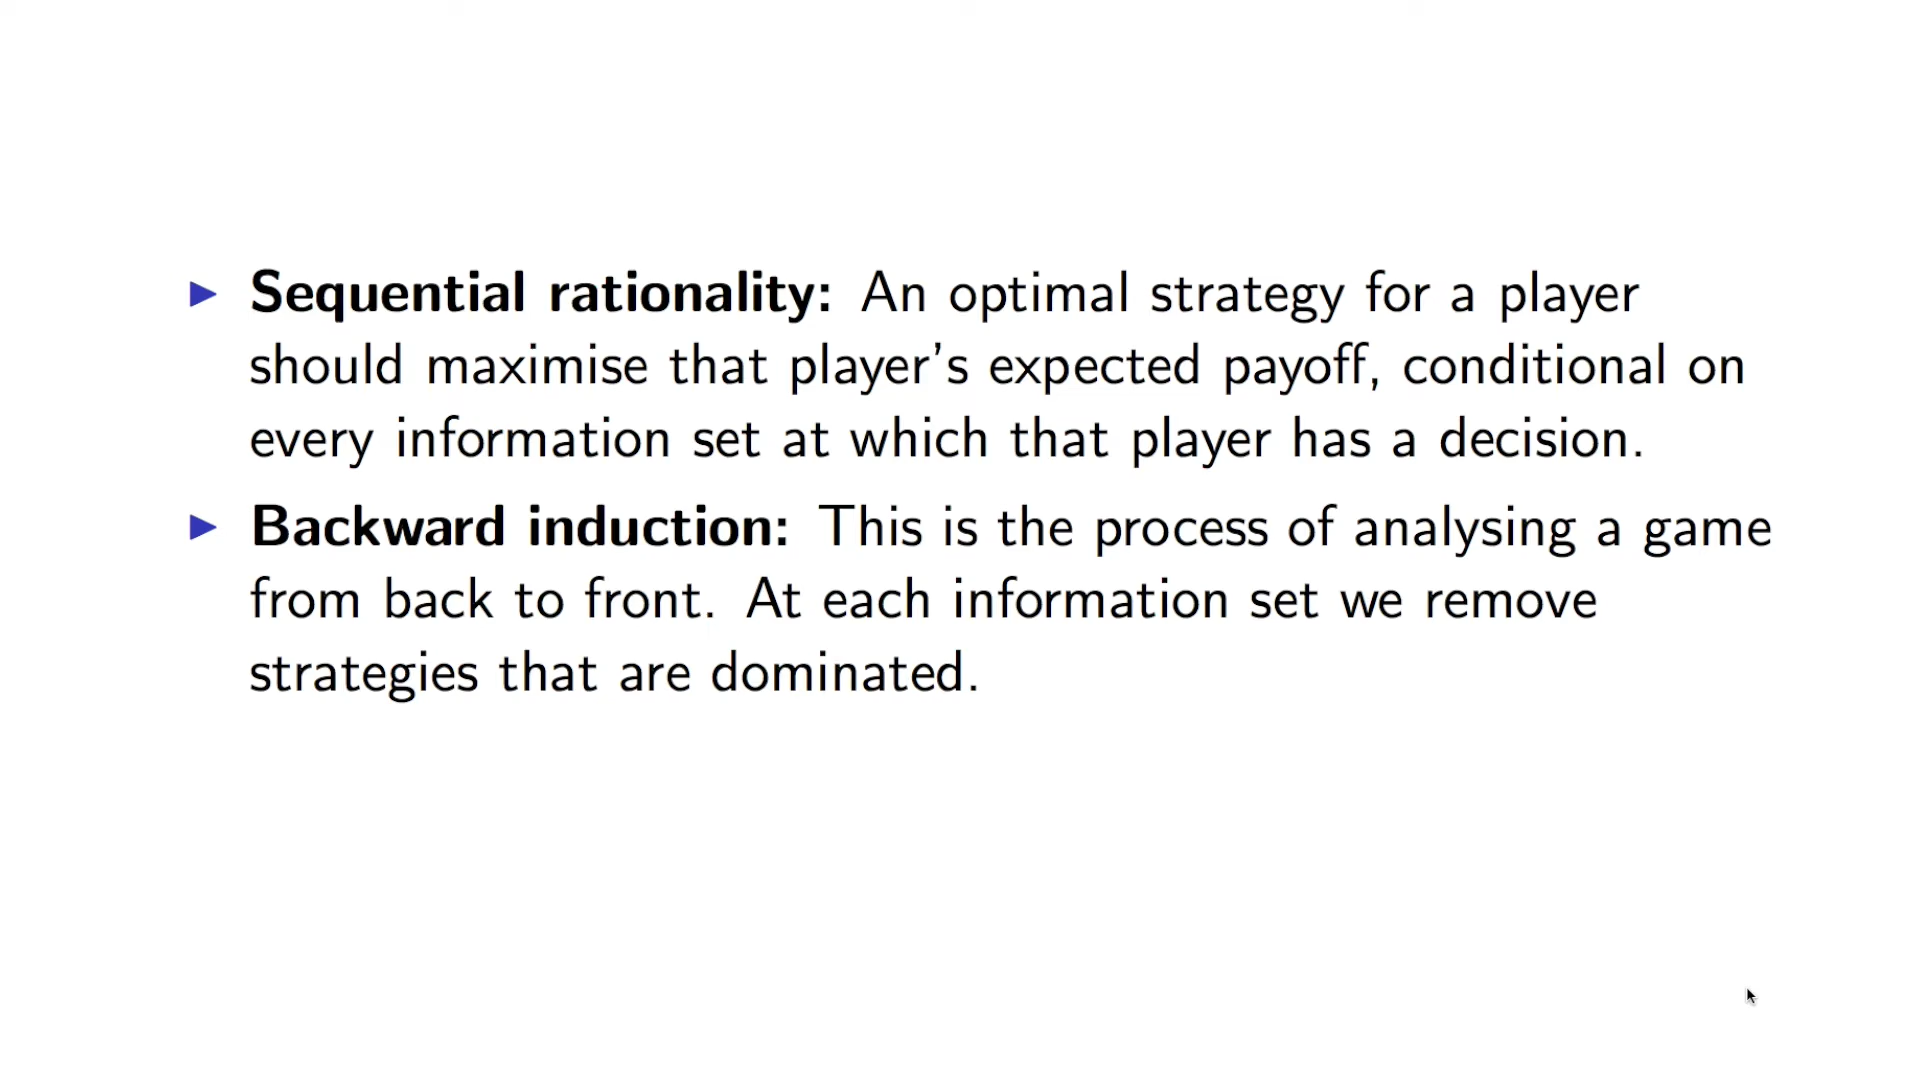 ▶ Sequential rationality: An optimal strategy for a player
should maximise that player's expected payoff, conditional on
every information set at which that player has a decision.
▶ Backward induction: This is the process of analysing a game
from back to front. At each information set we remove
strategies that are dominated.